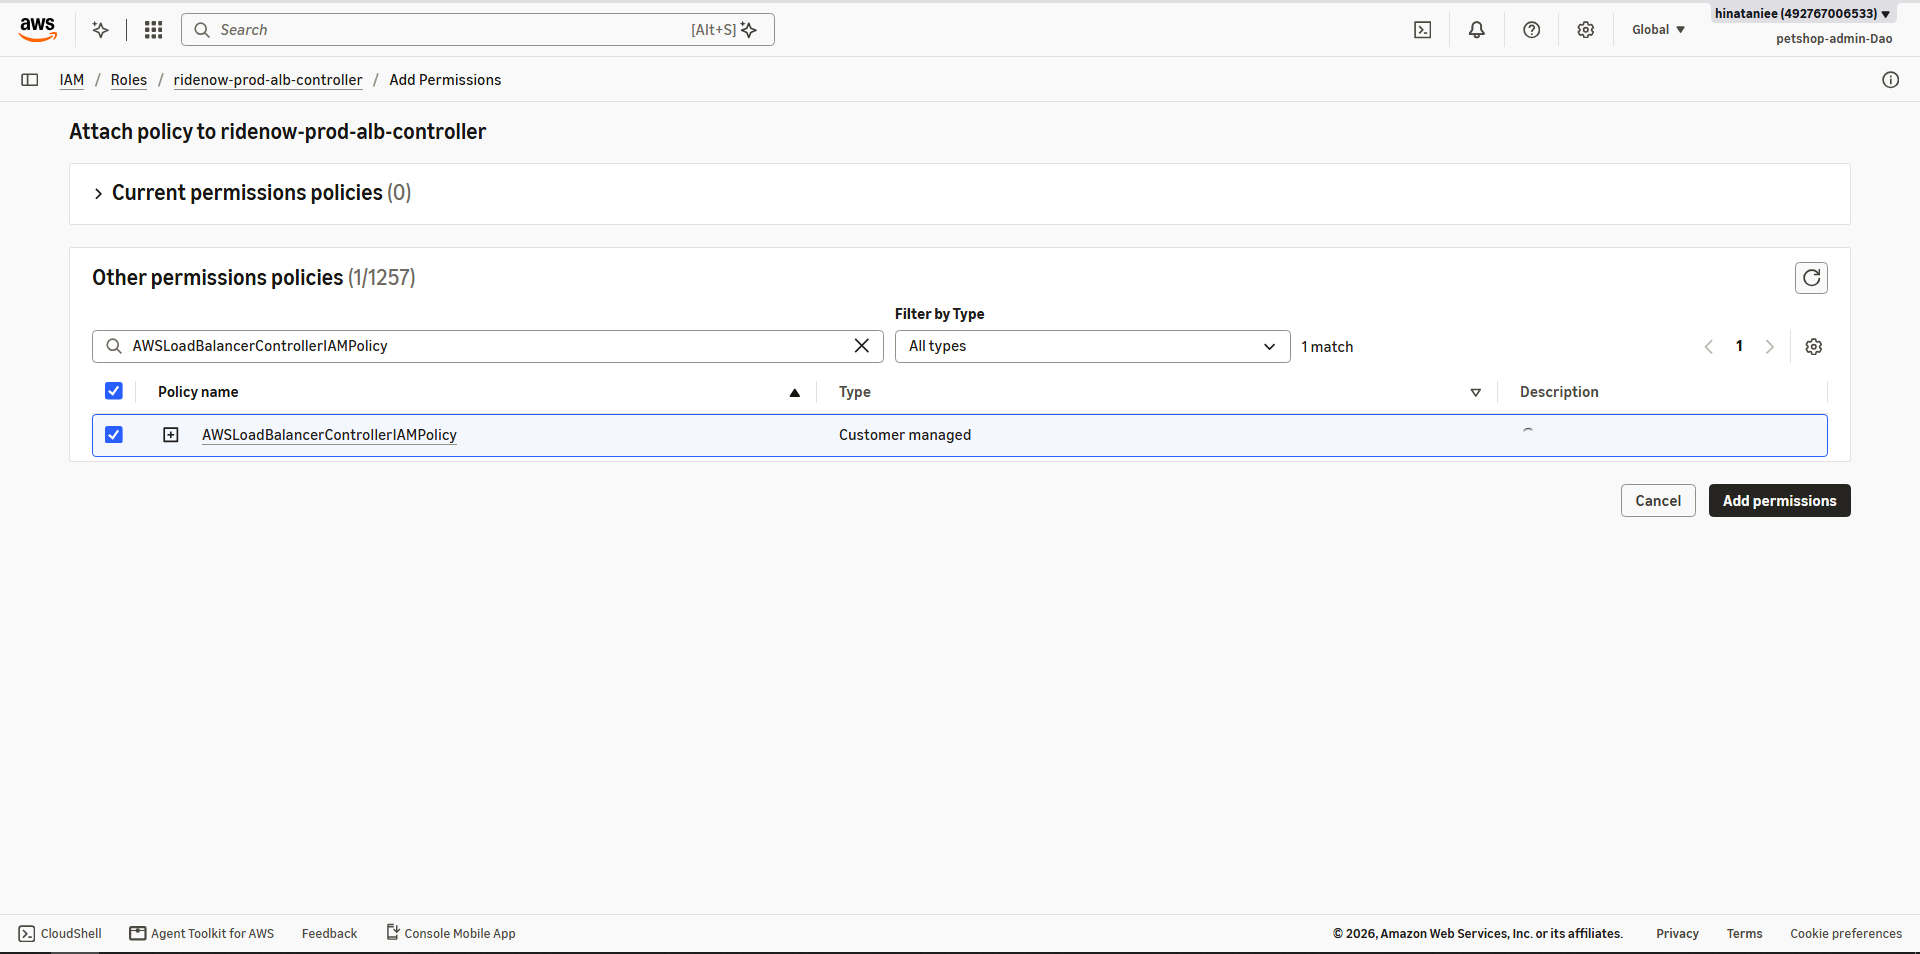 aws
Search
[Alt+S]
Global
hinataniee (492767006533)
petshop-admin-Dao
IAM / Roles / ridenow-prod-alb-controller / Add Permissions
Attach policy to ridenow-prod-alb-controller
Current permissions policies (0)
Other permissions policies (1/1257)
Filter by Type
AWSLoadBalancerControllerIAMPolicy
All types
1 match
1
Policy name
Type
Description
AWSLoadBalancerControllerIAMPolicy
Customer managed
Cancel
Add permissions
CloudShell
Agent Toolkit for AWS
Feedback
Console Mobile App
© 2026, Amazon Web Services, Inc. or its affiliates.
Privacy
Terms
Cookie preferences